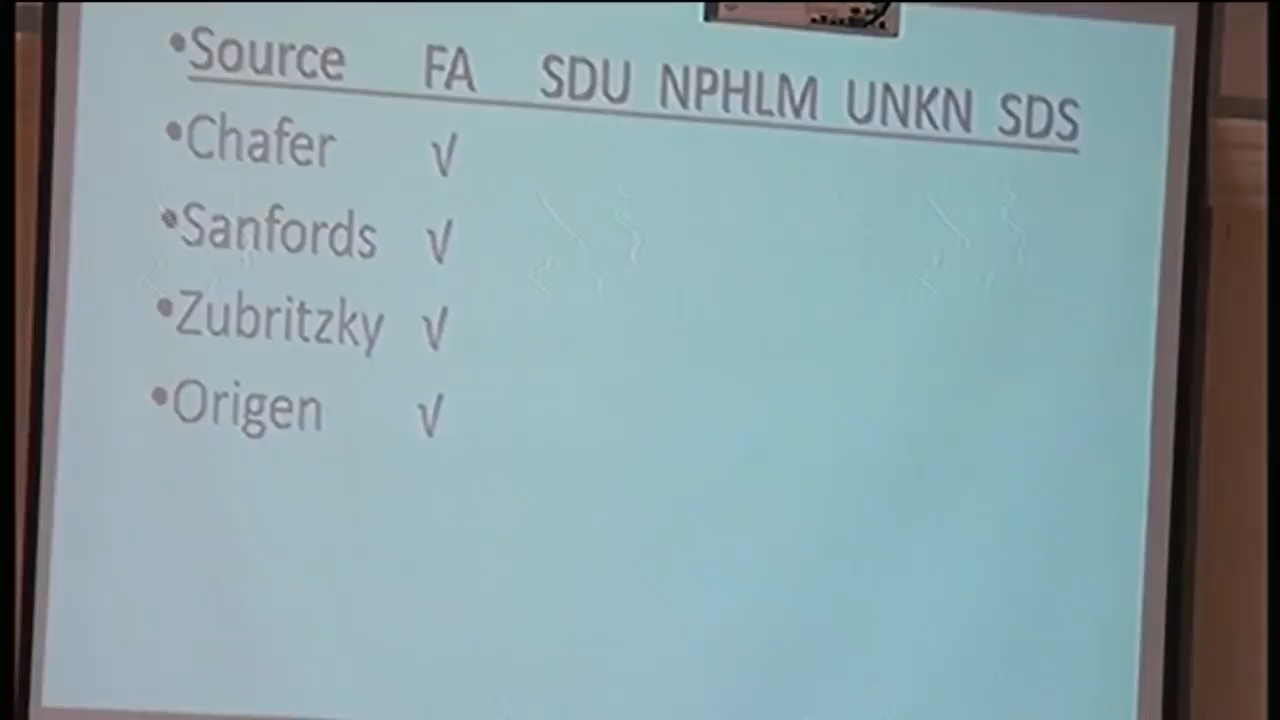 •Source FA SDU NPHLM UNKN SDS
•Chafer √
•Sanfords √
•Zubritzky √
•Origen √